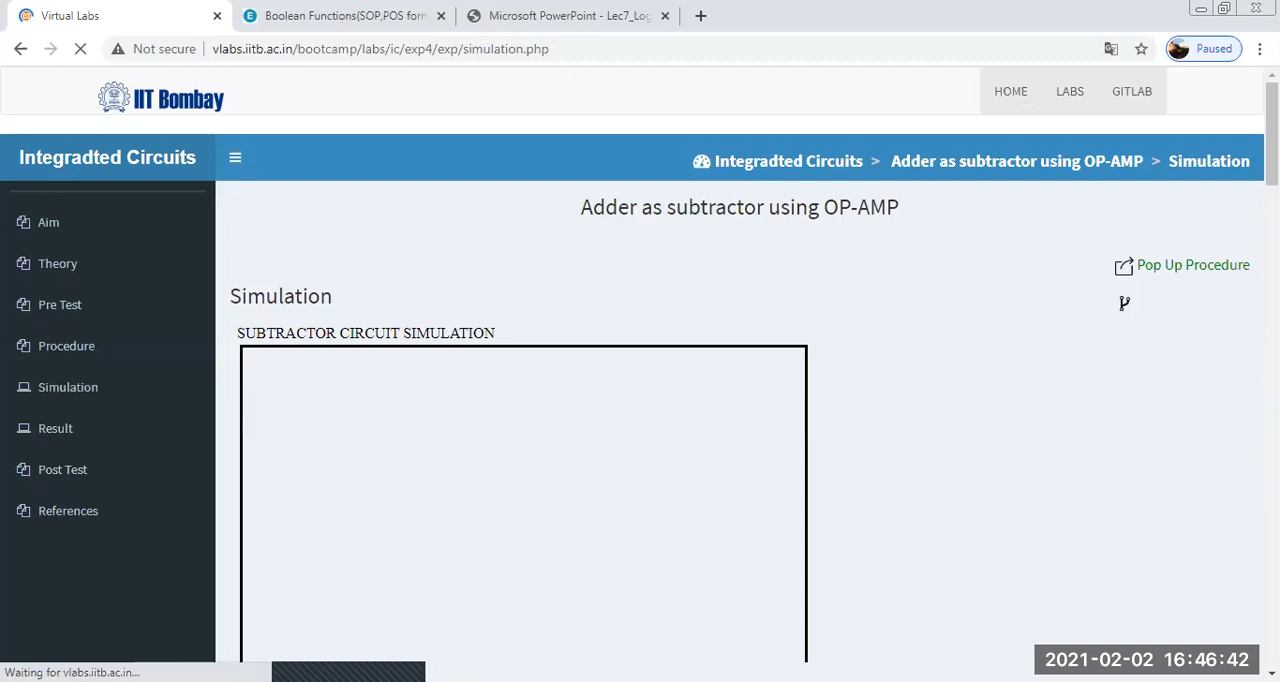 Virtual Labs
Boolean Functions(SOP,POS form
Microsoft PowerPoint - Lec7_Log
Not secure
vlabs.iitb.ac.in/bootcamp/labs/ic/exp4/exp/simulation.php
Paused
IIT Bombay
HOME
LABS
GITLAB
Integradted Circuits
Integradted Circuits > Adder as subtractor using OP-AMP > Simulation
Aim
Theory
Pre Test
Procedure
Simulation
Result
Post Test
References
Adder as subtractor using OP-AMP
Pop Up Procedure
Simulation
SUBTRACTOR CIRCUIT SIMULATION
Waiting for vlabs.iitb.ac.in...
2021-02-02 16:46:42